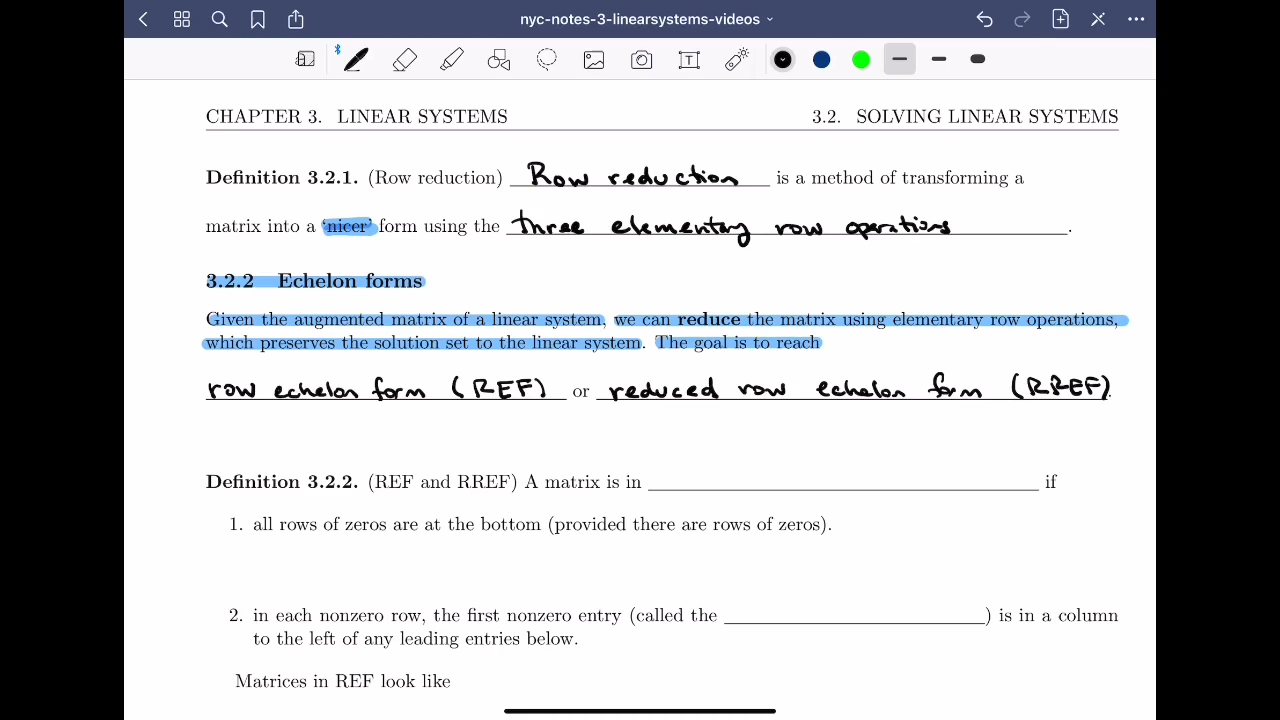 nyc-notes-3-linearsystems-videos
T
CHAPTER 3. LINEAR SYSTEMS 3.2. SOLVING LINEAR SYSTEMS
Definition 3.2.1. (Row reduction) Row reduction is a method of transforming a
matrix into a 'nicer' form using the three elementary row operations.
3.2.2 Echelon forms
Given the augmented matrix of a linear system, we can reduce the matrix using elementary row operations,
which preserves the solution set to the linear system. The goal is to reach
row echelon form (REF) or reduced row echelon form (RREF).
Definition 3.2.2. (REF and RREF) A matrix is in if
1. all rows of zeros are at the bottom (provided there are rows of zeros).
2. in each nonzero row, the first nonzero entry (called the ) is in a column
to the left of any leading entries below.
Matrices in REF look like